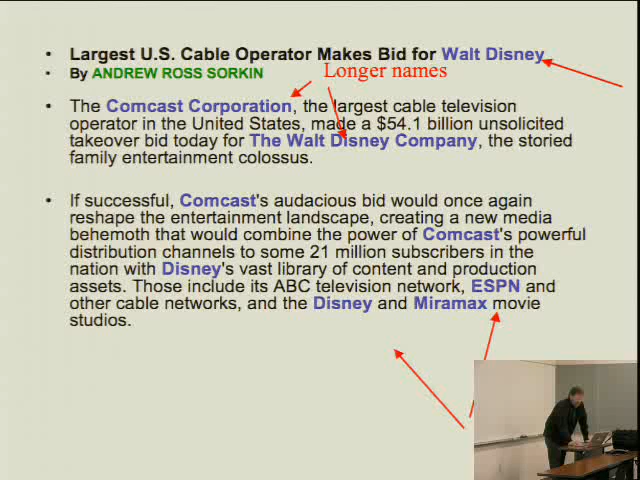 • Largest U.S. Cable Operator Makes Bid for Walt Disney
• By ANDREW ROSS SORKIN
Longer names
• The Comcast Corporation, the largest cable television
operator in the United States, made a $54.1 billion unsolicited
takeover bid today for The Walt Disney Company, the storied
family entertainment colossus.
• If successful, Comcast's audacious bid would once again
reshape the entertainment landscape, creating a new media
behemoth that would combine the power of Comcast's powerful
distribution channels to some 21 million subscribers in the
nation with Disney's vast library of content and production
assets. Those include its ABC television network, ESPN and
other cable networks, and the Disney and Miramax movie
studios.